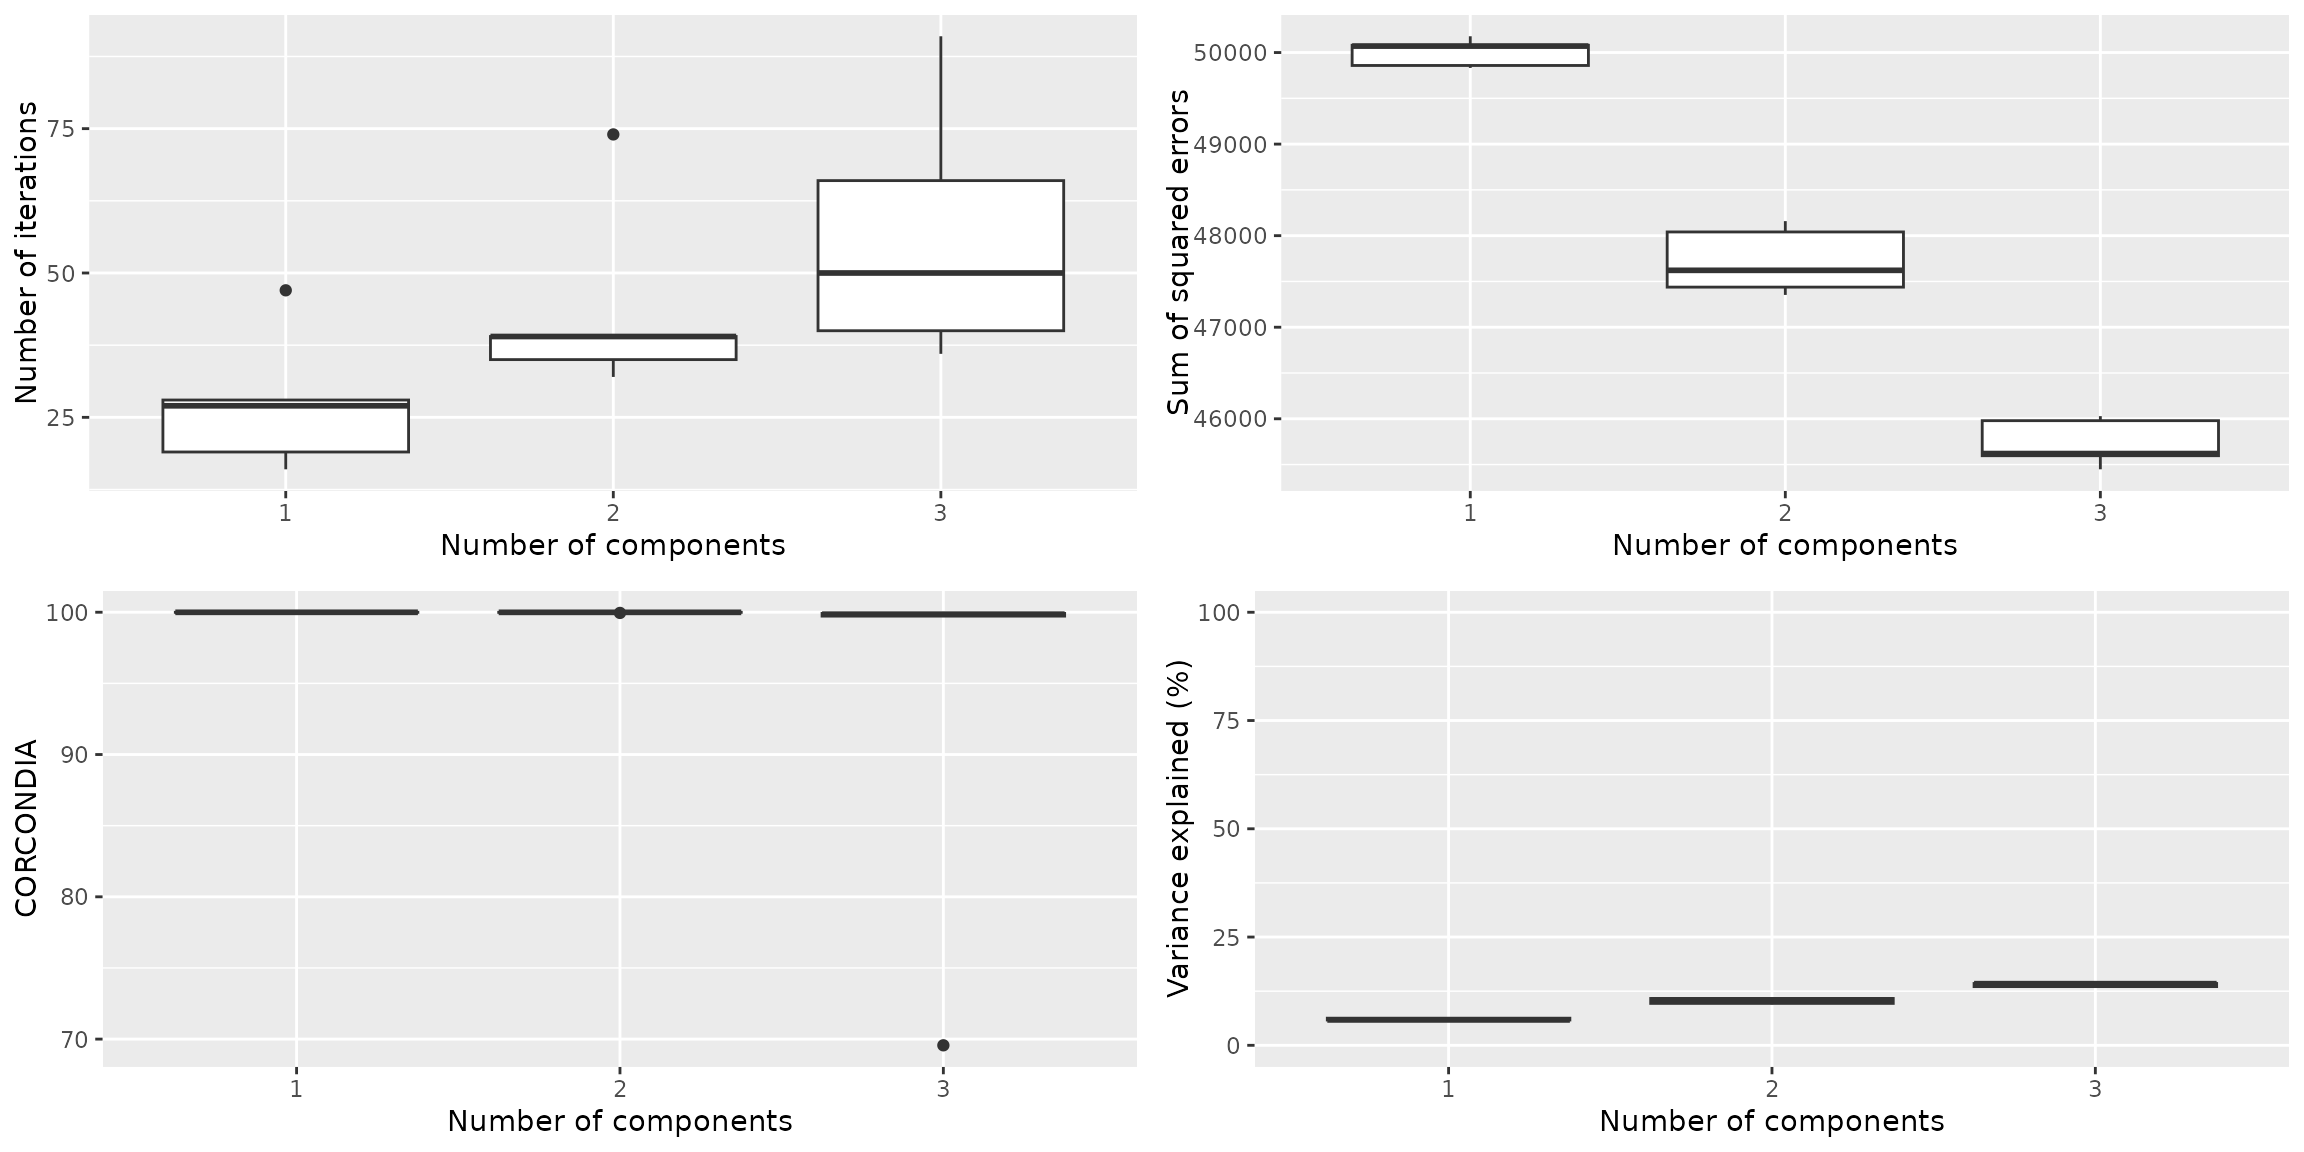 Number of iterations
75
50
25
1 2 3
Number of components
Sum of squared errors
50000
49000
48000
47000
46000
1 2 3
Number of components
CORCONDIA
100
90
80
70
1 2 3
Number of components
Variance explained (%)
100
75
50
25
0
1 2 3
Number of components